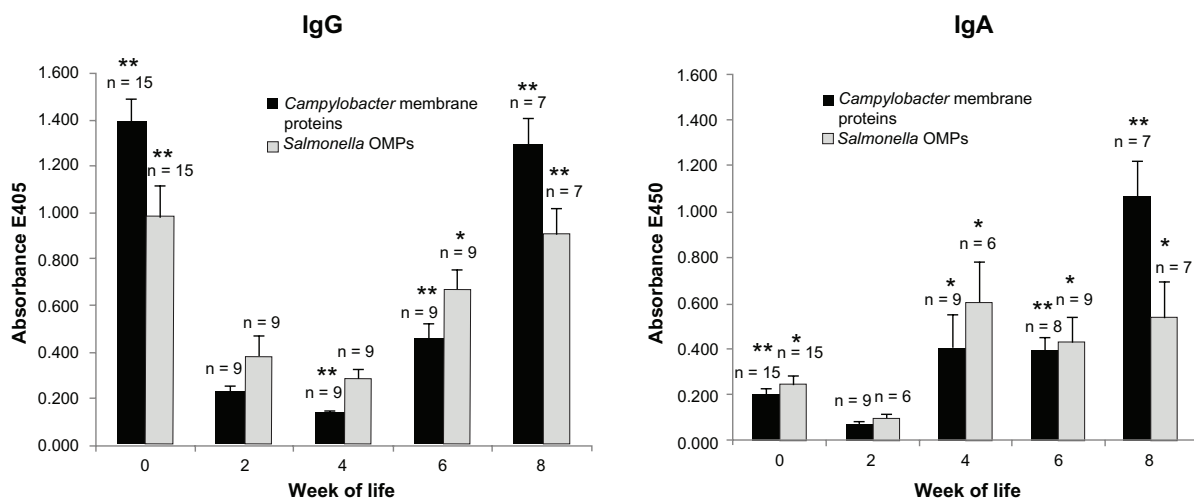 IgG
1.600
1.400
1.200
1.000
0.800
0.600
0.400
0.200
0.000
Absorbance E405
**
n = 15
**
n = 15
n = 9
n = 9
**
n = 9
n = 9
**
n = 9
*
n = 9
**
n = 7
**
n = 7
Campylobacter membrane
proteins
Salmonella OMPs
0 2 4 6 8
Week of life
IgA
1.600
1.400
1.200
1.000
0.800
0.600
0.400
0.200
0.000
Absorbance E450
**
n = 15
*
n = 15
n = 9
n = 6
*
n = 9
*
n = 6
**
n = 8
*
n = 9
**
n = 7
*
n = 7
Campylobacter membrane
proteins
Salmonella OMPs
0 2 4 6 8
Week of life